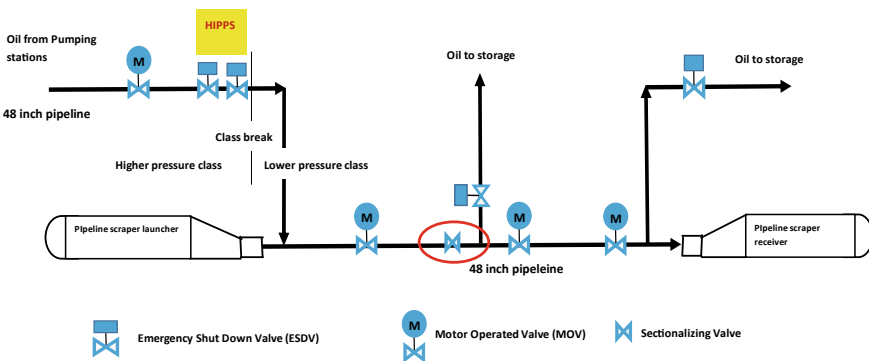 HIPPS
Oil from Pumping
stations
M
Oil to storage
Oil to storage
48 inch pipeline
Class break
Higher pressure class
Lower pressure class
M
M
M
PIpeline scraper launcher
PIpeline scraper
receiver
48 inch pipeleine
Emergency Shut Down Valve (ESDV)
M
Motor Operated Valve (MOV)
Sectionalizing Valve